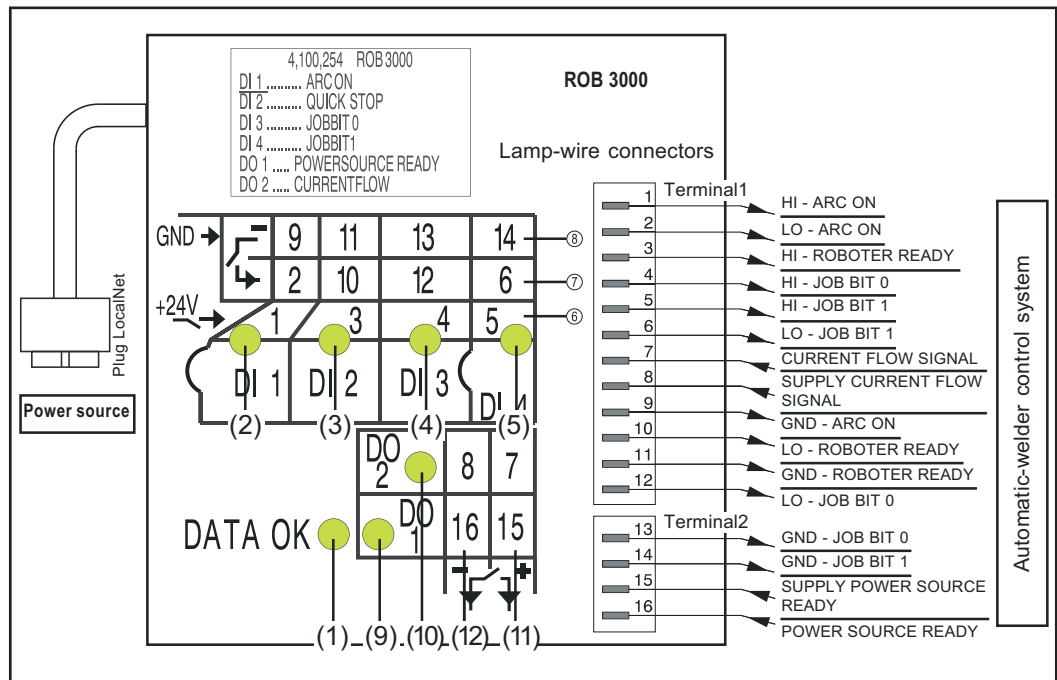 4,100,254 ROB 3000
DI 1 ......... ARC ON
DI 2 ......... QUICK STOP
DI 3 ......... JOBBIT 0
DI 4 ......... JOBBIT1
DO 1 ..... POWERSOURCE READY
DO 2 ..... CURRENTFLOW
ROB 3000
Lamp-wire connectors
Plug LocalNet
Power source
GND
9 11 13 14 8
2 10 12 6 7
+24V
1 3 4 5 6
DI 1 DI 2 DI 3 DI 4
(2) (3) (4) (5)
DO 2 8 7
DATA OK DO 1 16 15
- +
(1) (9) (10) (12) (11)
Terminal1
1 HI - ARC ON
2 LO - ARC ON
3 HI - ROBOTER READY
4 HI - JOB BIT 0
5 HI - JOB BIT 1
6 LO - JOB BIT 1
7 CURRENT FLOW SIGNAL
8 SUPPLY CURRENT FLOW
SIGNAL
9 GND - ARC ON
10 LO - ROBOTER READY
11 GND - ROBOTER READY
12 LO - JOB BIT 0
Terminal2
13 GND - JOB BIT 0
14 GND - JOB BIT 1
15 SUPPLY POWER SOURCE
READY
16 POWER SOURCE READY
Automatic-welder control system